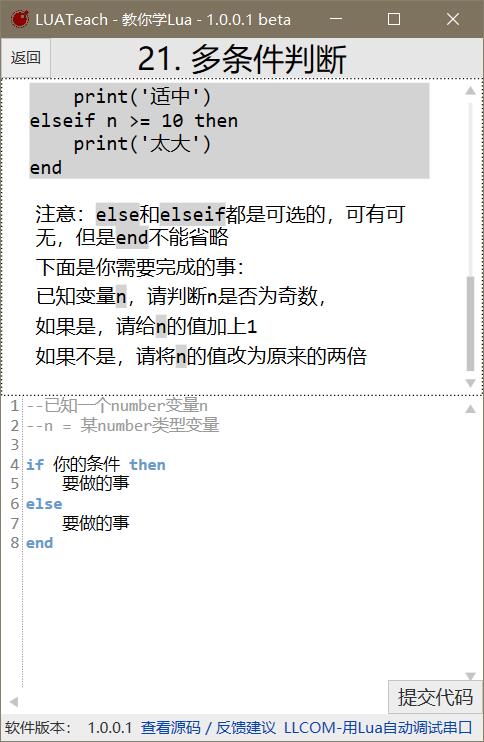 LUATeach - 教你学Lua - 1.0.0.1 beta
返回
21. 多条件判断
print('适中')
elseif n >= 10 then
print('太大')
end
注意：else和elseif都是可选的，可有可
无，但是end不能省略
下面是你需要完成的事：
已知变量n，请判断n是否为奇数，
如果是，请给n的值加上1
如果不是，请将n的值改为原来的两倍
1 --已知一个number变量n
2 --n = 某number类型变量
3
4 if 你的条件 then
5 要做的事
6 else
7 要做的事
8 end
提交代码
软件版本： 1.0.0.1 查看源码 / 反馈建议 LLCOM-用Lua自动调试串口